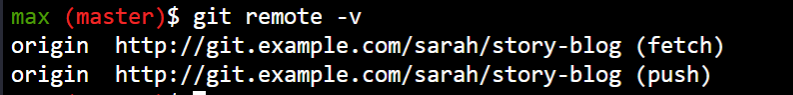 max (master)$ git remote -v
origin  http://git.example.com/sarah/story-blog (fetch)
origin  http://git.example.com/sarah/story-blog (push)